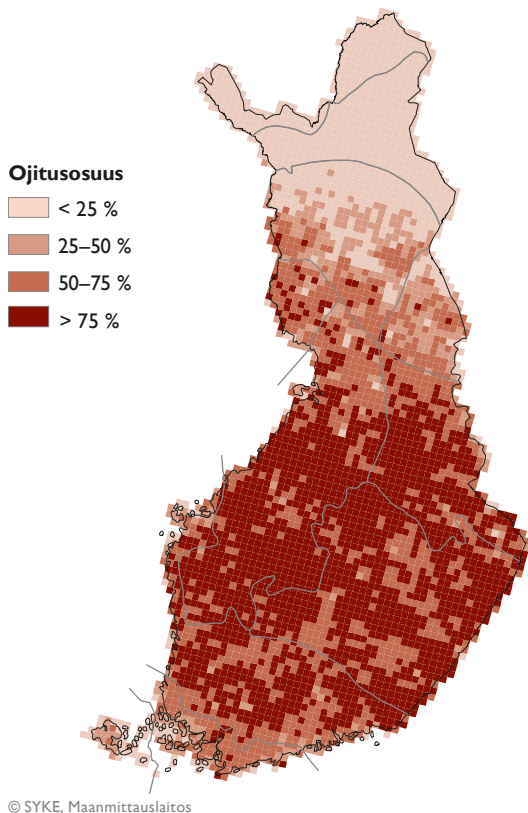 Ojitusosuus
< 25 %
25–50 %
50–75 %
> 75 %
© SYKE, Maanmittauslaitos